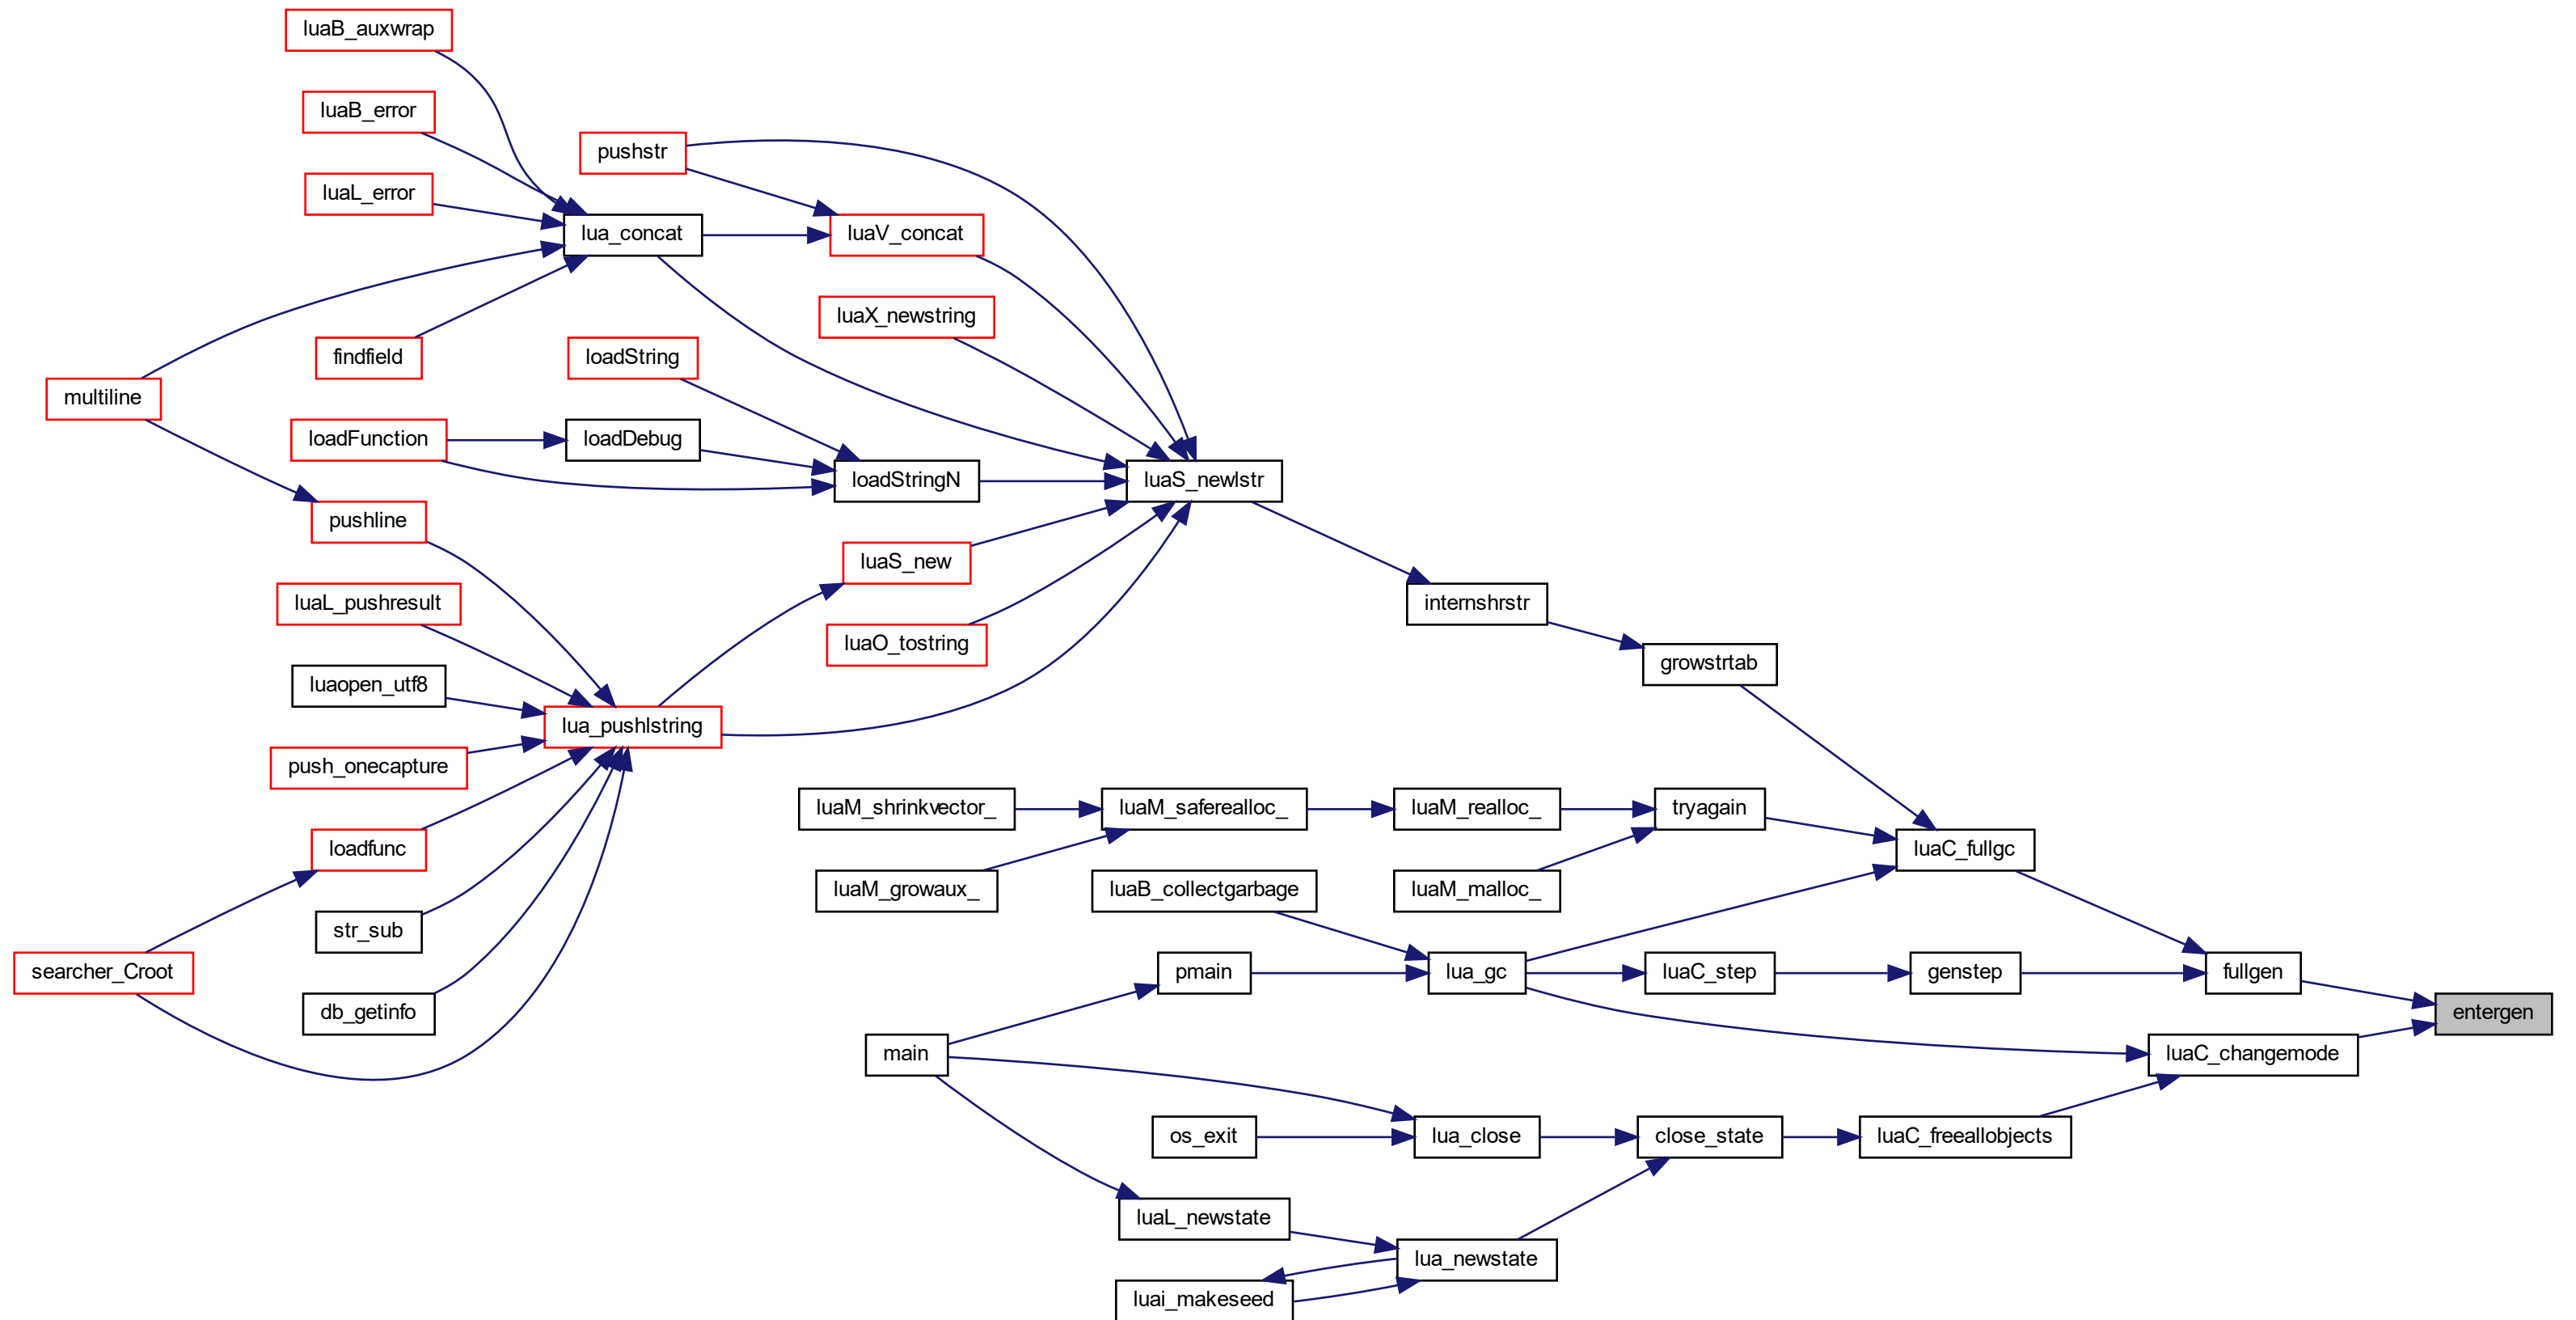 luaB_auxwrap
luaB_error
pushstr
luaL_error
lua_concat
luaV_concat
luaX_newstring
findfield
loadString
multiline
loadFunction
loadDebug
loadStringN
luaS_newlstr
pushline
luaS_new
luaL_pushresult
internshrstr
luaO_tostring
growstrtab
luaopen_utf8
lua_pushlstring
push_onecapture
luaM_shrinkvector_
luaM_saferealloc_
luaM_realloc_
tryagain
loadfunc
luaC_fullgc
luaM_growaux_
luaB_collectgarbage
luaM_malloc_
str_sub
searcher_Croot
pmain
lua_gc
luaC_step
genstep
fullgen
db_getinfo
entergen
main
luaC_changemode
os_exit
lua_close
close_state
luaC_freeallobjects
luaL_newstate
lua_newstate
luai_makeseed